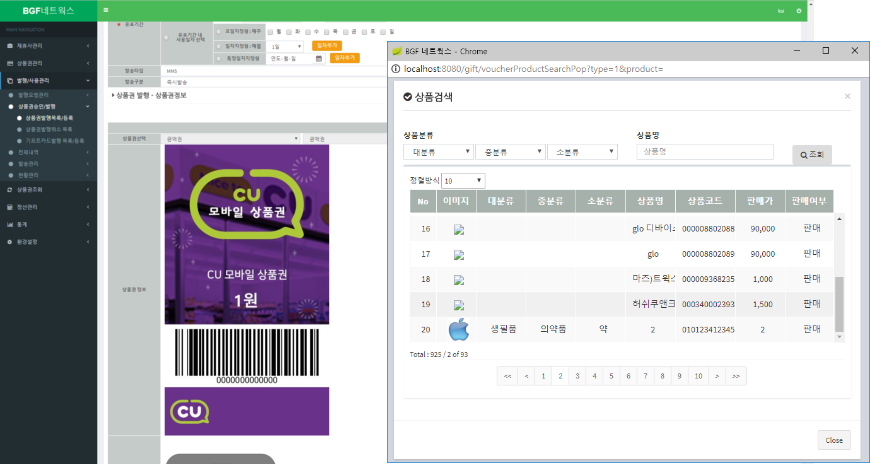 BGF네트웍스
MAIN NAVIGATION
제휴사관리
상품권관리
발행/사용관리
발행요청관리
상품권승인/발행
상품권발행목록/등록
상품권발행취소 목록
기프트카드발행 목록/등록
판매내역
발송관리
현황관리
상품권조회
정산관리
통계
환경설정
유효기간
유효기간 내
사용일자 선택
요일지정형 : 매주
월 화 수 목 금 토 일
일자지정형 : 매월
1일
일자추가
특정일자지정형
연도-월-일
일자추가
발송타입
MMS
발송구분
즉시발송
상품권 발행 - 상품권정보
상품권선택
금액권
금액권
상품권 정보
CU
모바일 상품권
CU 모바일 상품권
1원
0000000000000
CU
BGF 네트웍스 - Chrome
localhost:8080/gift/voucherProductSearchPop?type=1&product=
상품검색
×
상품분류
상품명
대분류
중분류
소분류
상품명
조회
정렬방식 10
No 이미지 대분류 중분류 소분류 상품명 상품코드 판매가 판매여부
16 glo 디바이스 000008802088 90,000 판매
17 glo 000008802089 90,000 판매
18 마즈)트윅스 000009368235 1,000 판매
19 허쉬쿠앤크 000340002393 1,500 판매
20 생필품 의약품 약 2 010123412345 2 판매
Total : 925 / 2 of 93
<< < 1 2 3 4 5 6 7 8 9 10 > >>
Close